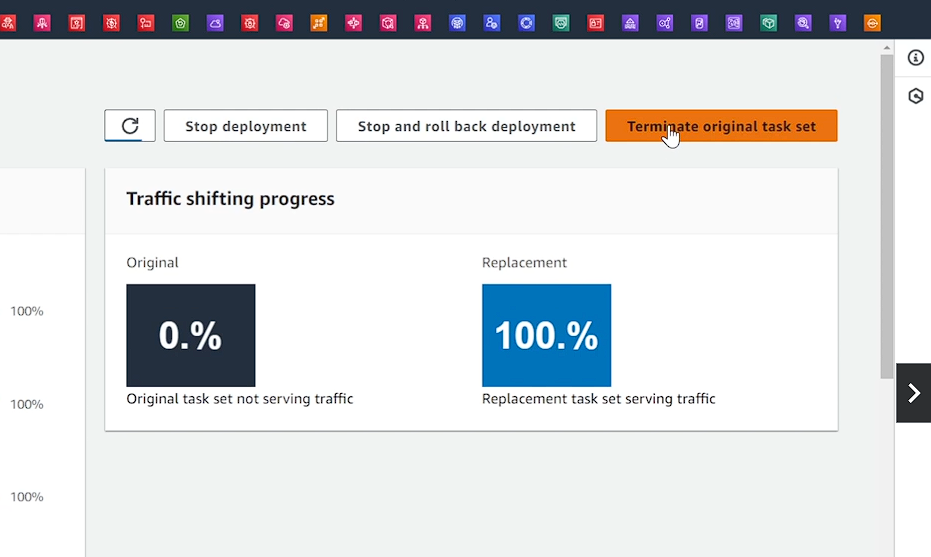 Stop deployment
Stop and roll back deployment
Terminate original task set
Traffic shifting progress
Original
Replacement
100%
0.%
100.%
100%
Original task set not serving traffic
Replacement task set serving traffic
100%